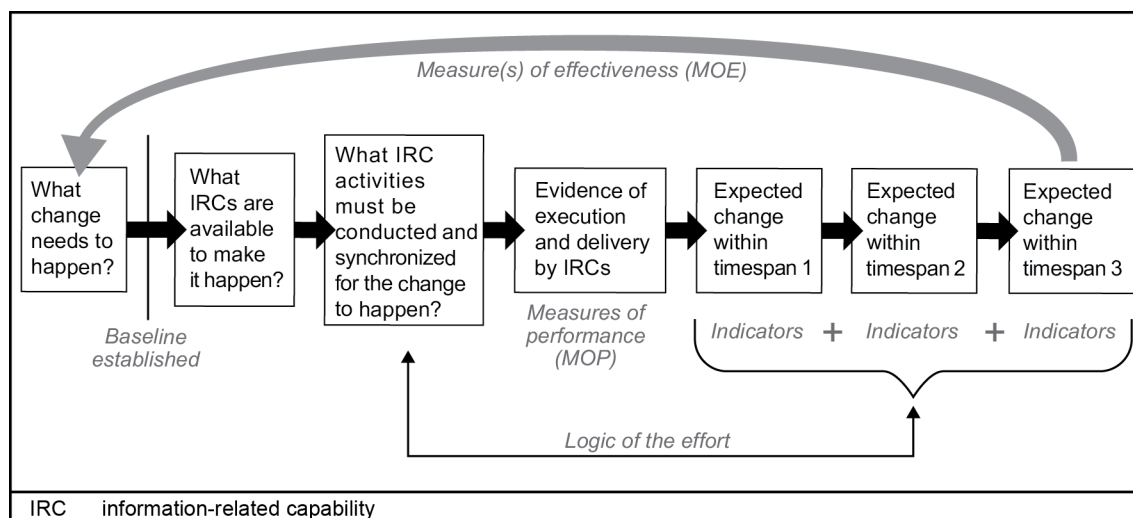 Measure(s) of effectiveness (MOE)
What
change
needs to
happen?
What
IRCs are
available
to make
it happen?
What IRC
activities
must be
conducted and
synchronized
for the change
to happen?
Evidence of
execution
and delivery
by IRCs
Expected
change
within
timespan 1
Expected
change
within
timespan 2
Expected
change
within
timespan 3
Baseline
established
Measures of
performance
(MOP)
Indicators + Indicators + Indicators
Logic of the effort
IRC information-related capability